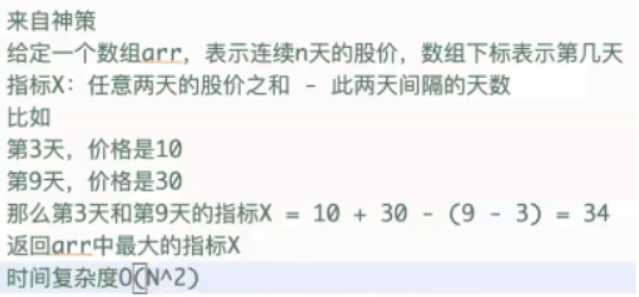 来自神策
给定一个数组arr，表示连续n天的股价，数组下标表示第几天
指标X：任意两天的股价之和 - 此两天间隔的天数
比如
第3天，价格是10
第9天，价格是30
那么第3天和第9天的指标X = 10 + 30 - (9 - 3) = 34
返回arr中最大的指标X
时间复杂度O(N^2)